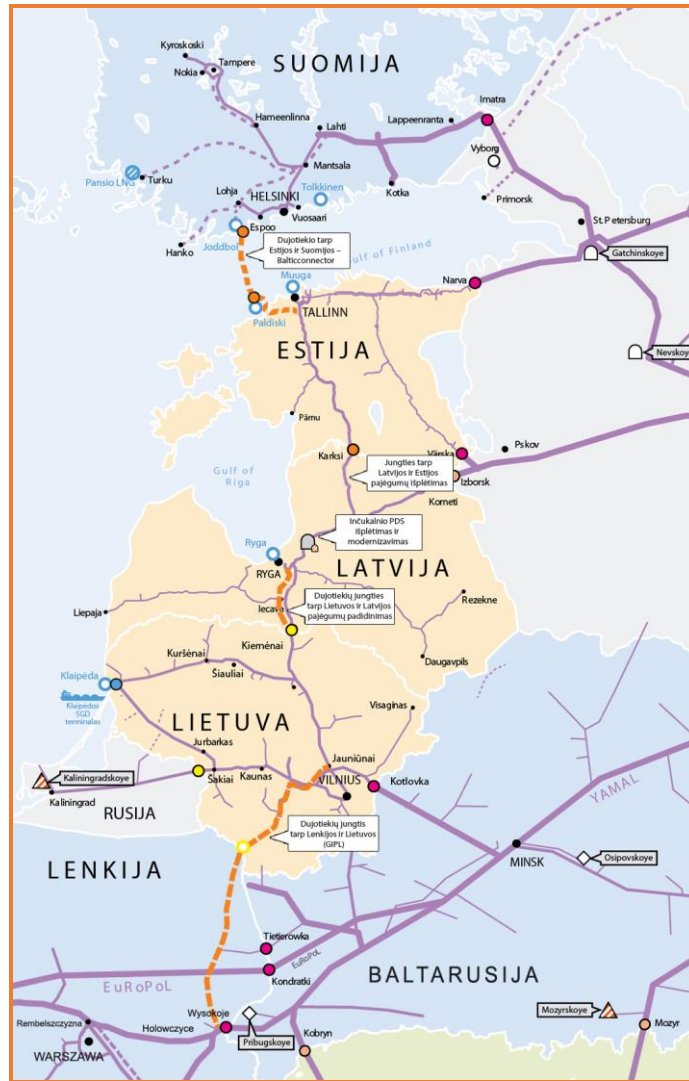 Kyroskoski
Tampere
Nokia
SUOMIJA
Imatra
Hameenlinna
Lahti
Lappeenranta
Vyborg
Mantsala
Pansio LNG
Turku
Lohja
HELSINKI
Tolkkinen
Kotka
Primorsk
Vuosaari
Espoo
St. Petersburg
Joddbol
Hanko
Dujotiekio tarp
Estijos ir Suomijos –
Balticconnector
Gulf of Finland
Gatchinskoye
Muuga
Narva
TALLINN
Paldiski
ESTIJA
Nevskoy
Pärnu
Karksi
Värska
Pskov
Jungties tarp
Latvijos ir Estijos
pajėgumų išplėtimas
Izborsk
Gulf of
Riga
Korneti
Inčukalnio PDS
išplėtimas ir
modernizavimas
Ryga
RYGA
LATVIJA
Iecava
Dujotiekių jungties
tarp Lietuvos ir Latvijos
pajėgumų padidinimas
Rezekne
Liepaja
Kiemėnai
Kuršėnai
Daugavpils
Šiauliai
Klaipėda
Klaipėdos
SGD
terminalas
LIETUVA
Visaginas
Jurbarkas
Jauniūnai
Kaliningradskoye
Šakiai
Kaunas
VILNIUS
Kotlovka
Kaliningrad
RUSIJA
YAMAL
Dujotiekių jungtis
tarp Lenkijos ir Lietuvos
(GIPL)
LENKIJA
MINSK
Osipovskoye
Tietierowka
EuRoPoL
Kondratki
BALTARUSIJA
EuRoPoL
Wysokoje
Mozyrskoye
Rembelszczyzna
Holowczyce
Pribugskoye
Kobryn
Mozyr
WARSZAWA